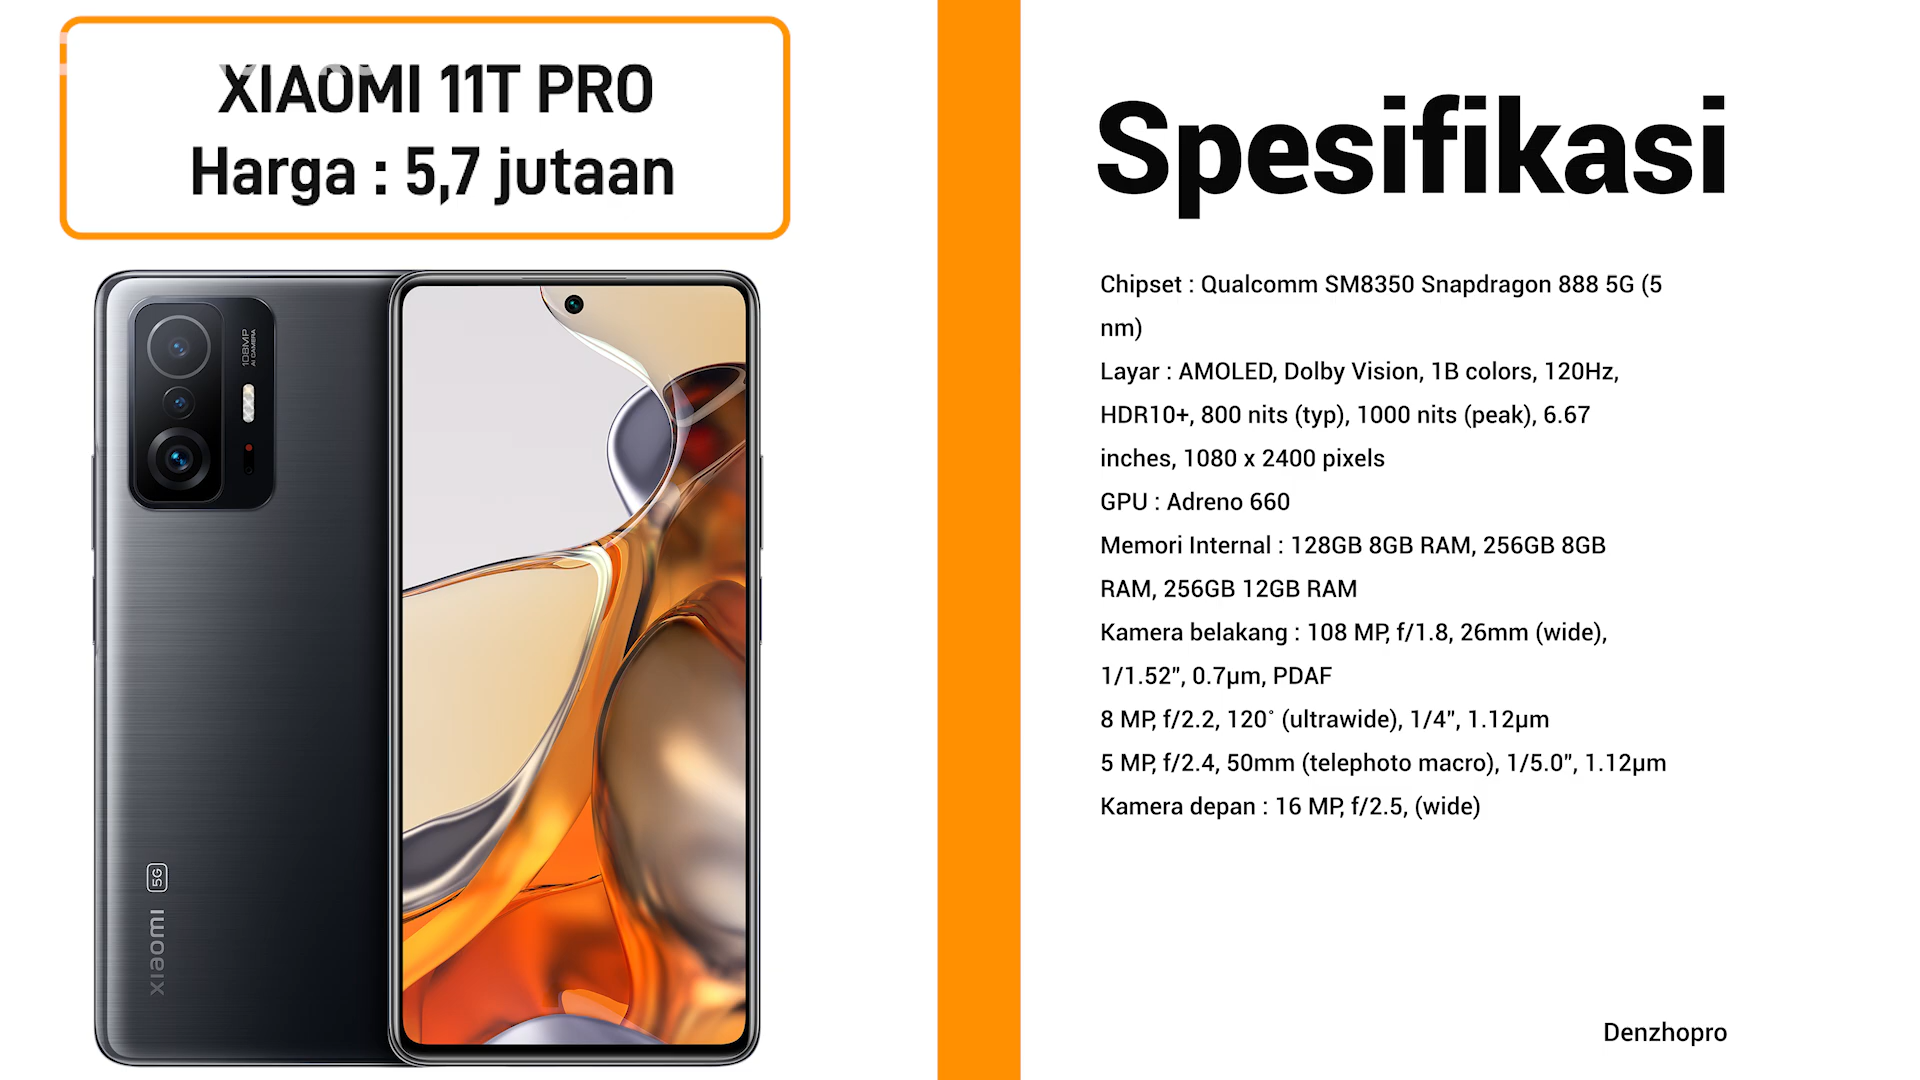 XIAOMI 11T PRO
Harga : 5,7 jutaan
108MP
AI CAMERA
5G
xiaomi
Spesifikasi
Chipset : Qualcomm SM8350 Snapdragon 888 5G (5
nm)
Layar : AMOLED, Dolby Vision, 1B colors, 120Hz,
HDR10+, 800 nits (typ), 1000 nits (peak), 6.67
inches, 1080 x 2400 pixels
GPU : Adreno 660
Memori Internal : 128GB 8GB RAM, 256GB 8GB
RAM, 256GB 12GB RAM
Kamera belakang : 108 MP, f/1.8, 26mm (wide),
1/1.52", 0.7µm, PDAF
8 MP, f/2.2, 120˚ (ultrawide), 1/4", 1.12µm
5 MP, f/2.4, 50mm (telephoto macro), 1/5.0", 1.12µm
Kamera depan : 16 MP, f/2.5, (wide)
Denzhopro